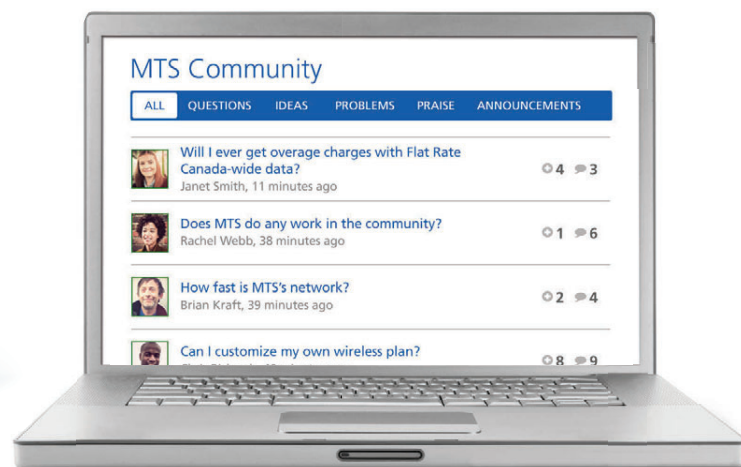 MTS Community
ALL QUESTIONS IDEAS PROBLEMS PRAISE ANNOUNCEMENTS
Will I ever get overage charges with Flat Rate
Canada-wide data?
Janet Smith, 11 minutes ago
4 3
Does MTS do any work in the community?
Rachel Webb, 38 minutes ago
1 6
How fast is MTS's network?
Brian Kraft, 39 minutes ago
2 4
Can I customize my own wireless plan?
8 9